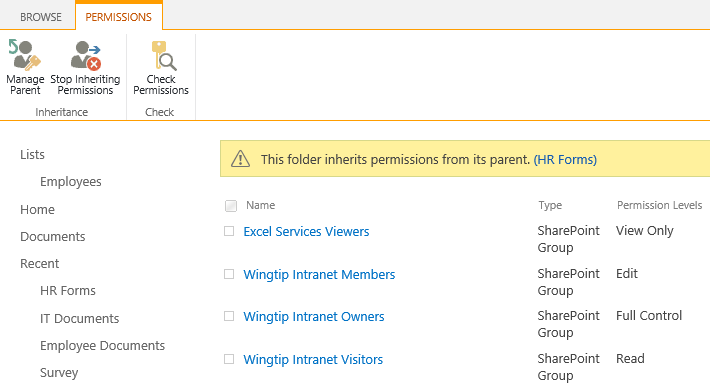 BROWSE PERMISSIONS
Manage Parent
Stop Inheriting Permissions
Check Permissions
Inheritance
Check
Lists
Employees
Home
Documents
Recent
HR Forms
IT Documents
Employee Documents
Survey
This folder inherits permissions from its parent. (HR Forms)
Name Type Permission Levels
Excel Services Viewers SharePoint Group View Only
Wingtip Intranet Members SharePoint Group Edit
Wingtip Intranet Owners SharePoint Group Full Control
Wingtip Intranet Visitors SharePoint Group Read